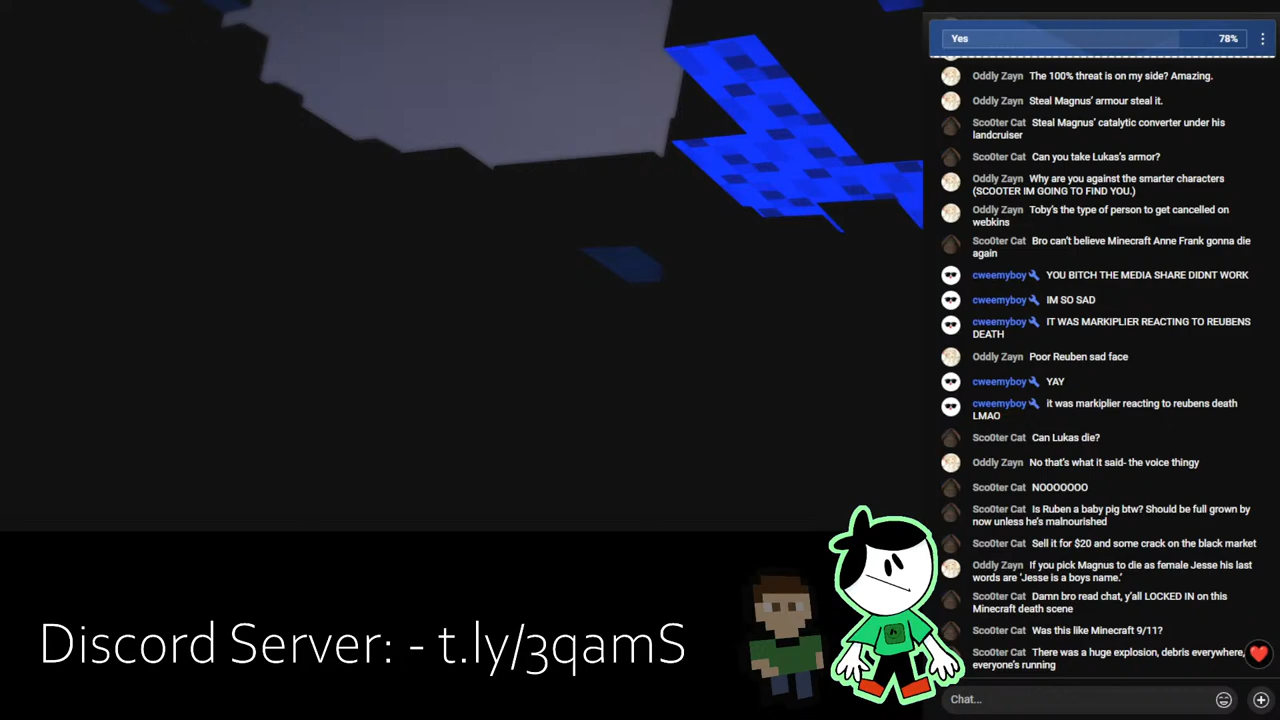 Yes 78%
Oddly Zayn The 100% threat is on my side? Amazing.
Oddly Zayn Steal Magnus' armour steal it.
Sco0ter Cat Steal Magnus' catalytic converter under his
landcruiser
Sco0ter Cat Can you take Lukas's armor?
Oddly Zayn Why are you against the smarter characters
(SCOOTER IM GOING TO FIND YOU.)
Oddly Zayn Toby's the type of person to get cancelled on
webkins
Sco0ter Cat Bro can't believe Minecraft Anne Frank gonna die
again
cweemyboy YOU BITCH THE MEDIA SHARE DIDNT WORK
cweemyboy IM SO SAD
cweemyboy IT WAS MARKIPLIER REACTING TO REUBENS
DEATH
Oddly Zayn Poor Reuben sad face
cweemyboy YAY
cweemyboy it was markiplier reacting to reubens death
LMAO
Sco0ter Cat Can Lukas die?
Oddly Zayn No that's what it said- the voice thingy
Sco0ter Cat NOOOOOOO
Sco0ter Cat Is Ruben a baby pig btw? Should be full grown by
now unless he's malnourished
Sco0ter Cat Sell it for $20 and some crack on the black market
Oddly Zayn If you pick Magnus to die as female Jesse his last
words are 'Jesse is a boys name.'
Sco0ter Cat Damn bro read chat, y'all LOCKED IN on this
Minecraft death scene
Sco0ter Cat Was this like Minecraft 9/11?
Sco0ter Cat There was a huge explosion, debris everywhere,
everyone's running
Chat...
Discord Server: - t.ly/3qamS